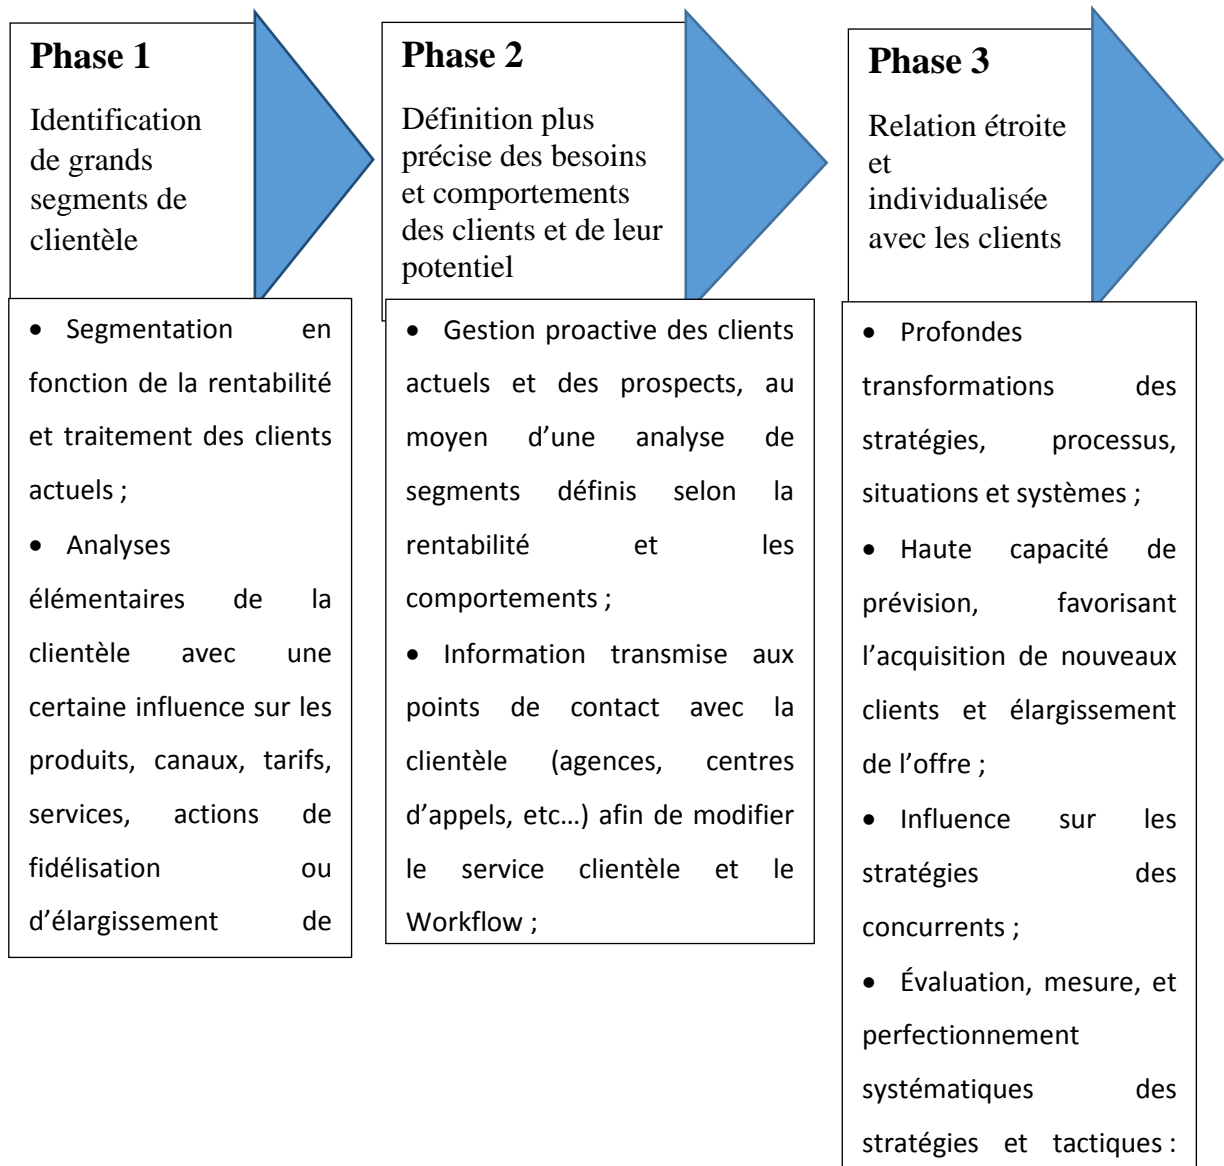 Phase 1
Identification
de grands
segments de
clientèle
• Segmentation en
fonction de la rentabilité
et traitement des clients
actuels ;
• Analyses
élémentaires de la
clientèle avec une
certaine influence sur les
produits, canaux, tarifs,
services, actions de
fidélisation ou
d’élargissement de
Phase 2
Définition plus
précise des besoins
et comportements
des clients et de leur
potentiel
• Gestion proactive des clients
actuels et des prospects, au
moyen d’une analyse de
segments définis selon la
rentabilité et les
comportements ;
• Information transmise aux
points de contact avec la
clientèle (agences, centres
d’appels, etc…) afin de modifier
le service clientèle et le
Workflow ;
Phase 3
Relation étroite
et
individualisée
avec les clients
• Profondes
transformations des
stratégies, processus,
situations et systèmes ;
• Haute capacité de
prévision, favorisant
l’acquisition de nouveaux
clients et élargissement
de l’offre ;
• Influence sur les
stratégies des
concurrents ;
• Évaluation, mesure, et
perfectionnement
systématiques des
stratégies et tactiques :